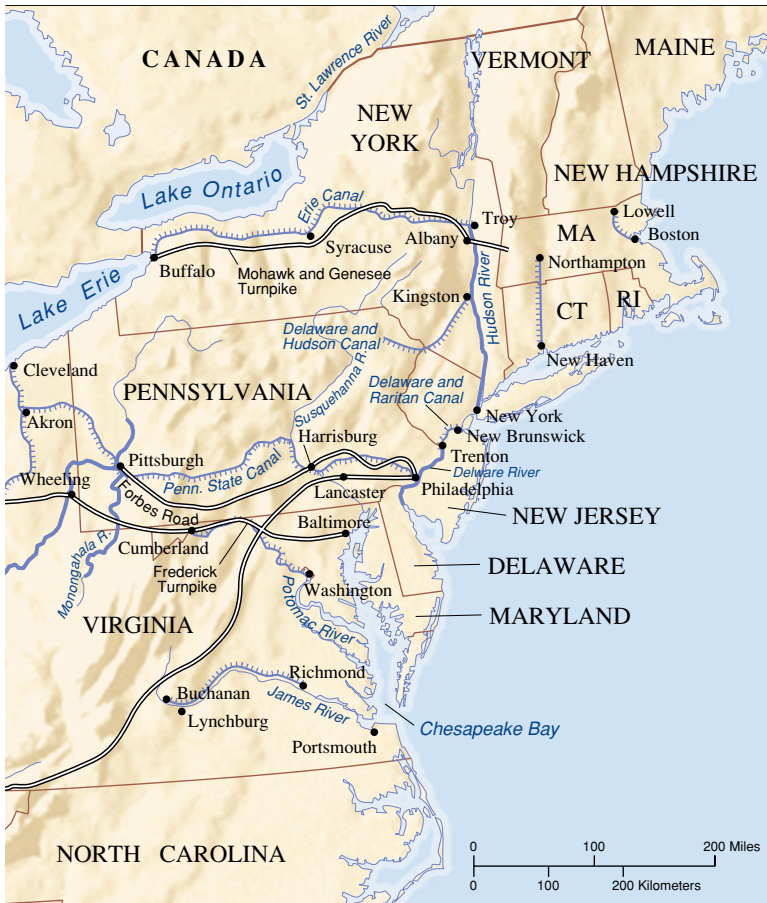 CANADA
St. Lawrence River
VERMONT
MAINE
NEW
YORK
NEW HAMPSHIRE
Lake Ontario
Erie Canal
Troy
Lowell
MA
Boston
Syracuse
Albany
Northampton
Buffalo
Mohawk and Genesee
Turnpike
Lake Erie
Kingston
Hudson River
CT
RI
Delaware and
Hudson Canal
New Haven
Cleveland
PENNSYLVANIA
Susquehanna R.
Delaware and
Raritan Canal
Akron
New York
New Brunswick
Harrisburg
Trenton
Pittsburgh
Penn. State Canal
Delware River
Wheeling
Lancaster
Philadelphia
Forbes Road
NEW JERSEY
Baltimore
Cumberland
Monongahala R.
Frederick
Turnpike
DELAWARE
Washington
Potomac River
MARYLAND
VIRGINIA
Richmond
Buchanan
James River
Lynchburg
Chesapeake Bay
Portsmouth
NORTH CAROLINA
0 100 200 Miles
0 100 200 Kilometers